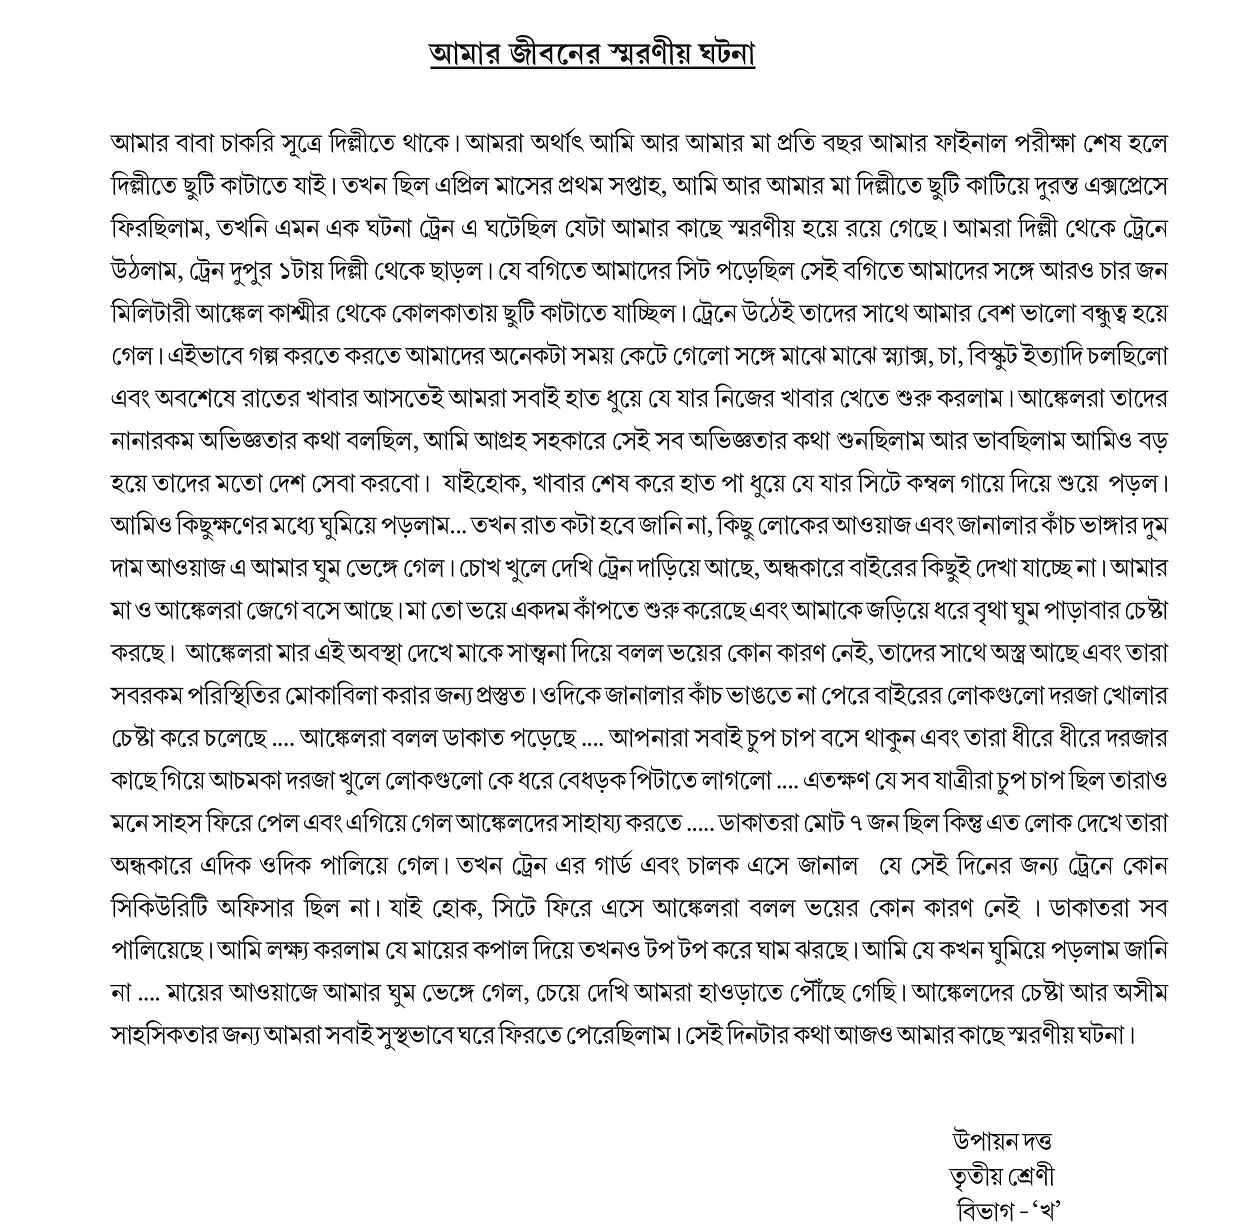 আমার জীবনের স্মরণীয় ঘটনা
আমার বাবা চাকরি সূত্রে দিল্লীতে থাকে। আমরা অর্থাৎ আমি আর আমার মা প্রতি বছর আমার ফাইনাল পরীক্ষা শেষ হলে
দিল্লীতে ছুটি কাটাতে যাই। তখন ছিল এপ্রিল মাসের প্রথম সপ্তাহ, আমি আর আমার মা দিল্লীতে ছুটি কাটিয়ে দুরন্ত এক্সপ্রেসে
ফিরছিলাম, তখনি এমন এক ঘটনা ট্রেন এ ঘটেছিল যেটা আমার কাছে স্মরণীয় হয়ে রয়ে গেছে। আমরা দিল্লী থেকে ট্রেনে
উঠলাম, ট্রেন দুপুর ১টায় দিল্লী থেকে ছাড়ল। যে বগিতে আমাদের সিট পড়েছিল সেই বগিতে আমাদের সঙ্গে আরও চার জন
মিলিটারী আঙ্কেল কাশ্মীর থেকে কোলকাতায় ছুটি কাটাতে যাচ্ছিল। ট্রেনে উঠেই তাদের সাথে আমার বেশ ভালো বন্ধুত্ব হয়ে
গেল। এইভাবে গল্প করতে করতে আমাদের অনেকটা সময় কেটে গেলো সঙ্গে মাঝে মাঝে স্ন্যাক্স, চা, বিস্কুট ইত্যাদি চলছিলো
এবং অবশেষে রাতের খাবার আসতেই আমরা সবাই হাত ধুয়ে যে যার নিজের খাবার খেতে শুরু করলাম। আঙ্কেলরা তাদের
নানারকম অভিজ্ঞতার কথা বলছিল, আমি আগ্রহ সহকারে সেই সব অভিজ্ঞতার কথা শুনছিলাম আর ভাবছিলাম আমিও বড়
হয়ে তাদের মতো দেশ সেবা করবো। যাইহোক, খাবার শেষ করে হাত পা ধুয়ে যে যার সিটে কম্বল গায়ে দিয়ে শুয়ে পড়ল।
আমিও কিছুক্ষণের মধ্যে ঘুমিয়ে পড়লাম... তখন রাত কটা হবে জানি না, কিছু লোকের আওয়াজ এবং জানালার কাঁচ ভাঙ্গার দুম
দাম আওয়াজ এ আমার ঘুম ভেঙ্গে গেল। চোখ খুলে দেখি ট্রেন দাড়িয়ে আছে, অন্ধকারে বাইরের কিছুই দেখা যাচ্ছে না। আমার
মা ও আঙ্কেলরা জেগে বসে আছে। মা তো ভয়ে একদম কাঁপতে শুরু করেছে এবং আমাকে জড়িয়ে ধরে বৃথা ঘুম পাড়াবার চেষ্টা
করছে। আঙ্কেলরা মার এই অবস্থা দেখে মাকে সান্ত্বনা দিয়ে বলল ভয়ের কোন কারণ নেই, তাদের সাথে অস্ত্র আছে এবং তারা
সবরকম পরিস্থিতির মোকাবিলা করার জন্য প্রস্তুত। ওদিকে জানালার কাঁচ ভাঙতে না পেরে বাইরের লোকগুলো দরজা খোলার
চেষ্টা করে চলেছে .... আঙ্কেলরা বলল ডাকাত পড়েছে .... আপনারা সবাই চুপ চাপ বসে থাকুন এবং তারা ধীরে ধীরে দরজার
কাছে গিয়ে আচমকা দরজা খুলে লোকগুলো কে ধরে বেধড়ক পিটাতে লাগলো .... এতক্ষণ যে সব যাত্রীরা চুপ চাপ ছিল তারাও
মনে সাহস ফিরে পেল এবং এগিয়ে গেল আঙ্কেলদের সাহায্য করতে ..... ডাকাতরা মোট ৭ জন ছিল কিন্তু এত লোক দেখে তারা
অন্ধকারে এদিক ওদিক পালিয়ে গেল। তখন ট্রেন এর গার্ড এবং চালক এসে জানাল যে সেই দিনের জন্য ট্রেনে কোন
সিকিউরিটি অফিসার ছিল না। যাই হোক, সিটে ফিরে এসে আঙ্কেলরা বলল ভয়ের কোন কারণ নেই । ডাকাতরা সব
পালিয়েছে। আমি লক্ষ্য করলাম যে মায়ের কপাল দিয়ে তখনও টপ টপ করে ঘাম ঝরছে। আমি যে কখন ঘুমিয়ে পড়লাম জানি
না .... মায়ের আওয়াজে আমার ঘুম ভেঙ্গে গেল, চেয়ে দেখি আমরা হাওড়াতে পৌঁছে গেছি। আঙ্কেলদের চেষ্টা আর অসীম
সাহসিকতার জন্য আমরা সবাই সুস্থভাবে ঘরে ফিরতে পেরেছিলাম। সেই দিনটার কথা আজও আমার কাছে স্মরণীয় ঘটনা।
উপায়ন দত্ত
তৃতীয় শ্রেণী
বিভাগ - ‘খ’